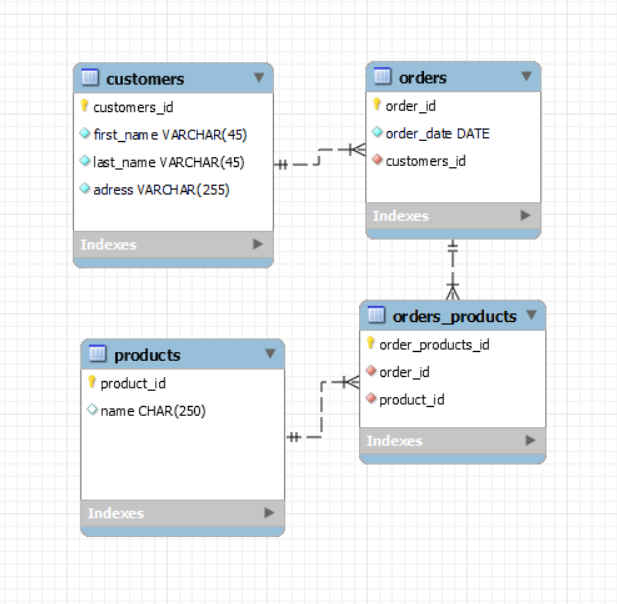 customers
customers_id
first_name VARCHAR(45)
last_name VARCHAR(45)
adress VARCHAR(255)
Indexes
orders
order_id
order_date DATE
customers_id
Indexes
products
product_id
name CHAR(250)
Indexes
orders_products
order_products_id
order_id
product_id
Indexes